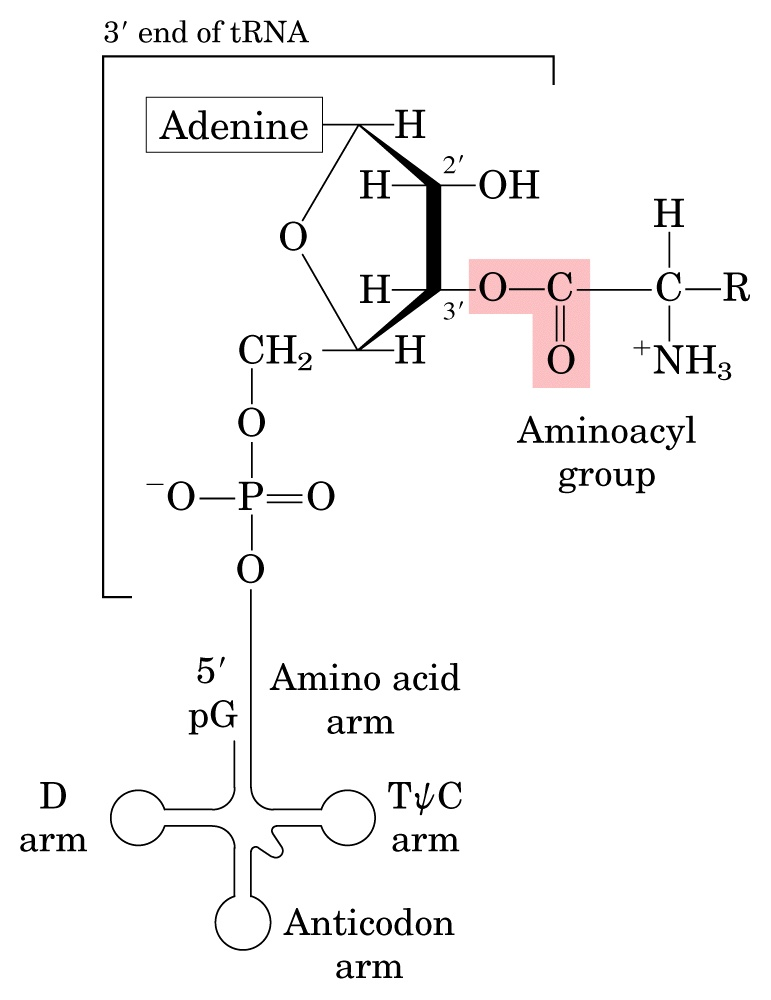 3′ end of tRNA
Adenine H
2′
H OH
H
O
H O C C R
3′
CH₂ H
O ⁺NH₃
O
Aminoacyl
group
⁻O P O
O
5′
pG
Amino acid
arm
D
arm
TψC
arm
Anticodon
arm